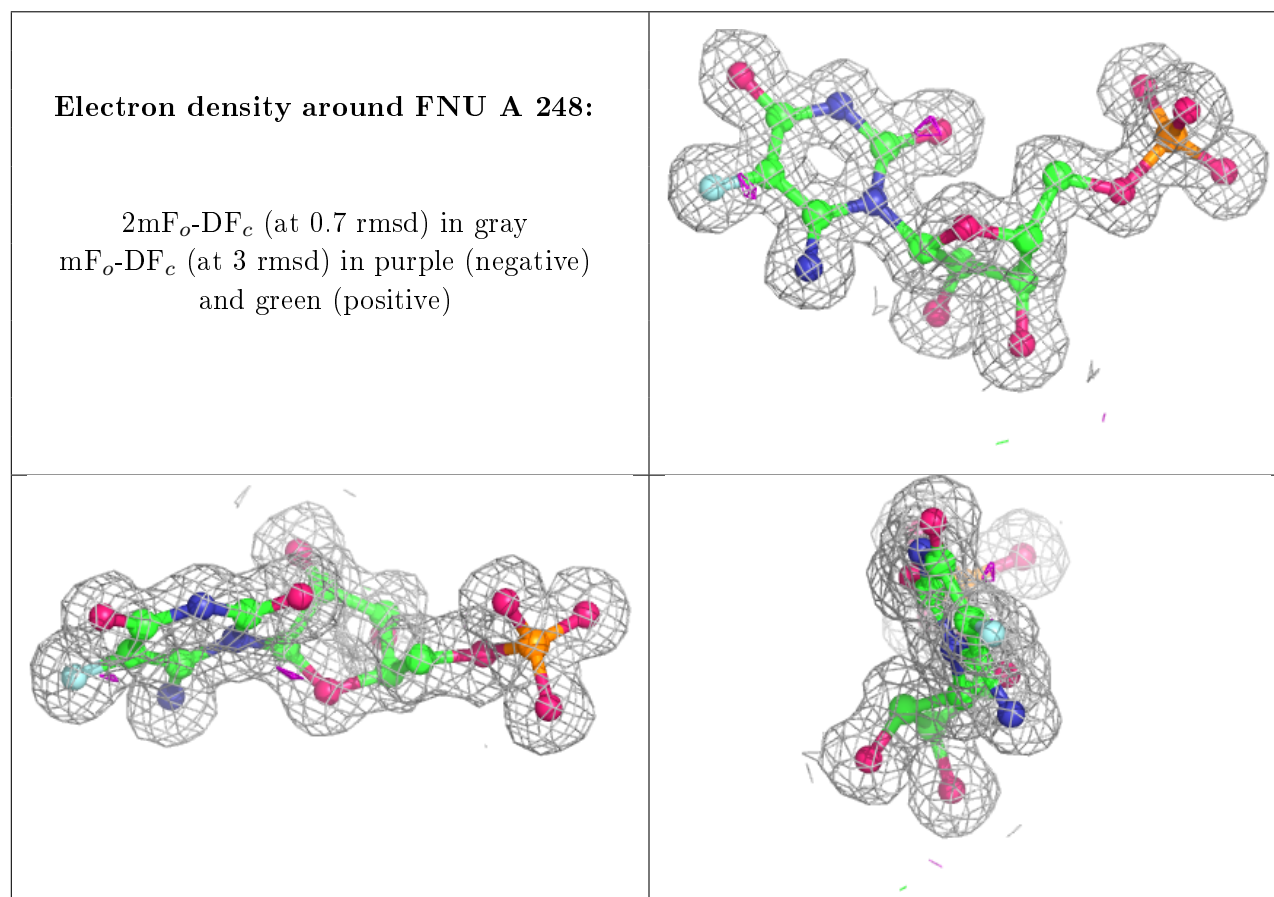 Electron density around FNU A 248:
2mFₒ-DF𝒸 (at 0.7 rmsd) in gray
mFₒ-DF𝒸 (at 3 rmsd) in purple (negative)
and green (positive)